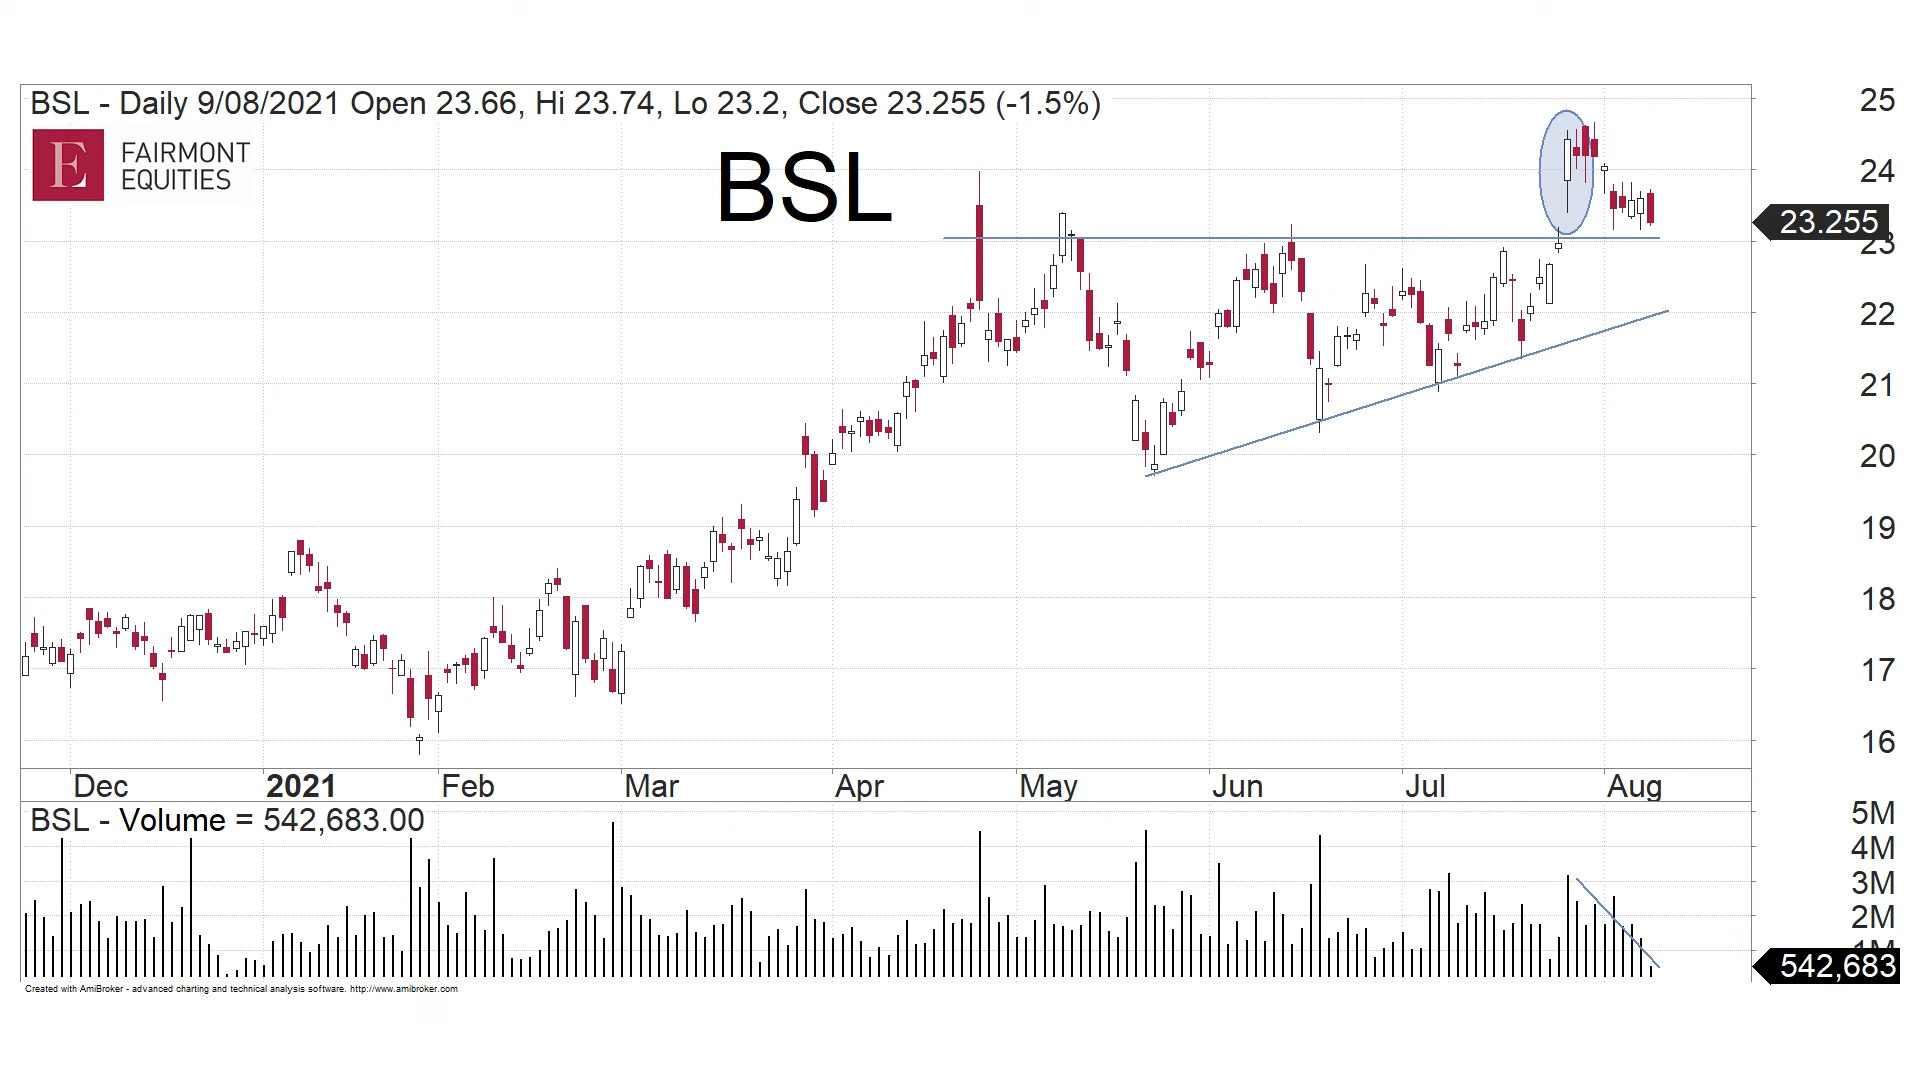 BSL - Daily 9/08/2021 Open 23.66, Hi 23.74, Lo 23.2, Close 23.255 (-1.5%)
E
FAIRMONT
EQUITIES
BSL
25
24
23.255
23
22
21
20
19
18
17
16
Dec 2021 Feb Mar Apr May Jun Jul Aug
BSL - Volume = 542,683.00
5M
4M
3M
2M
1M
542,683
Created with AmiBroker - advanced charting and technical analysis software. http://www.amibroker.com